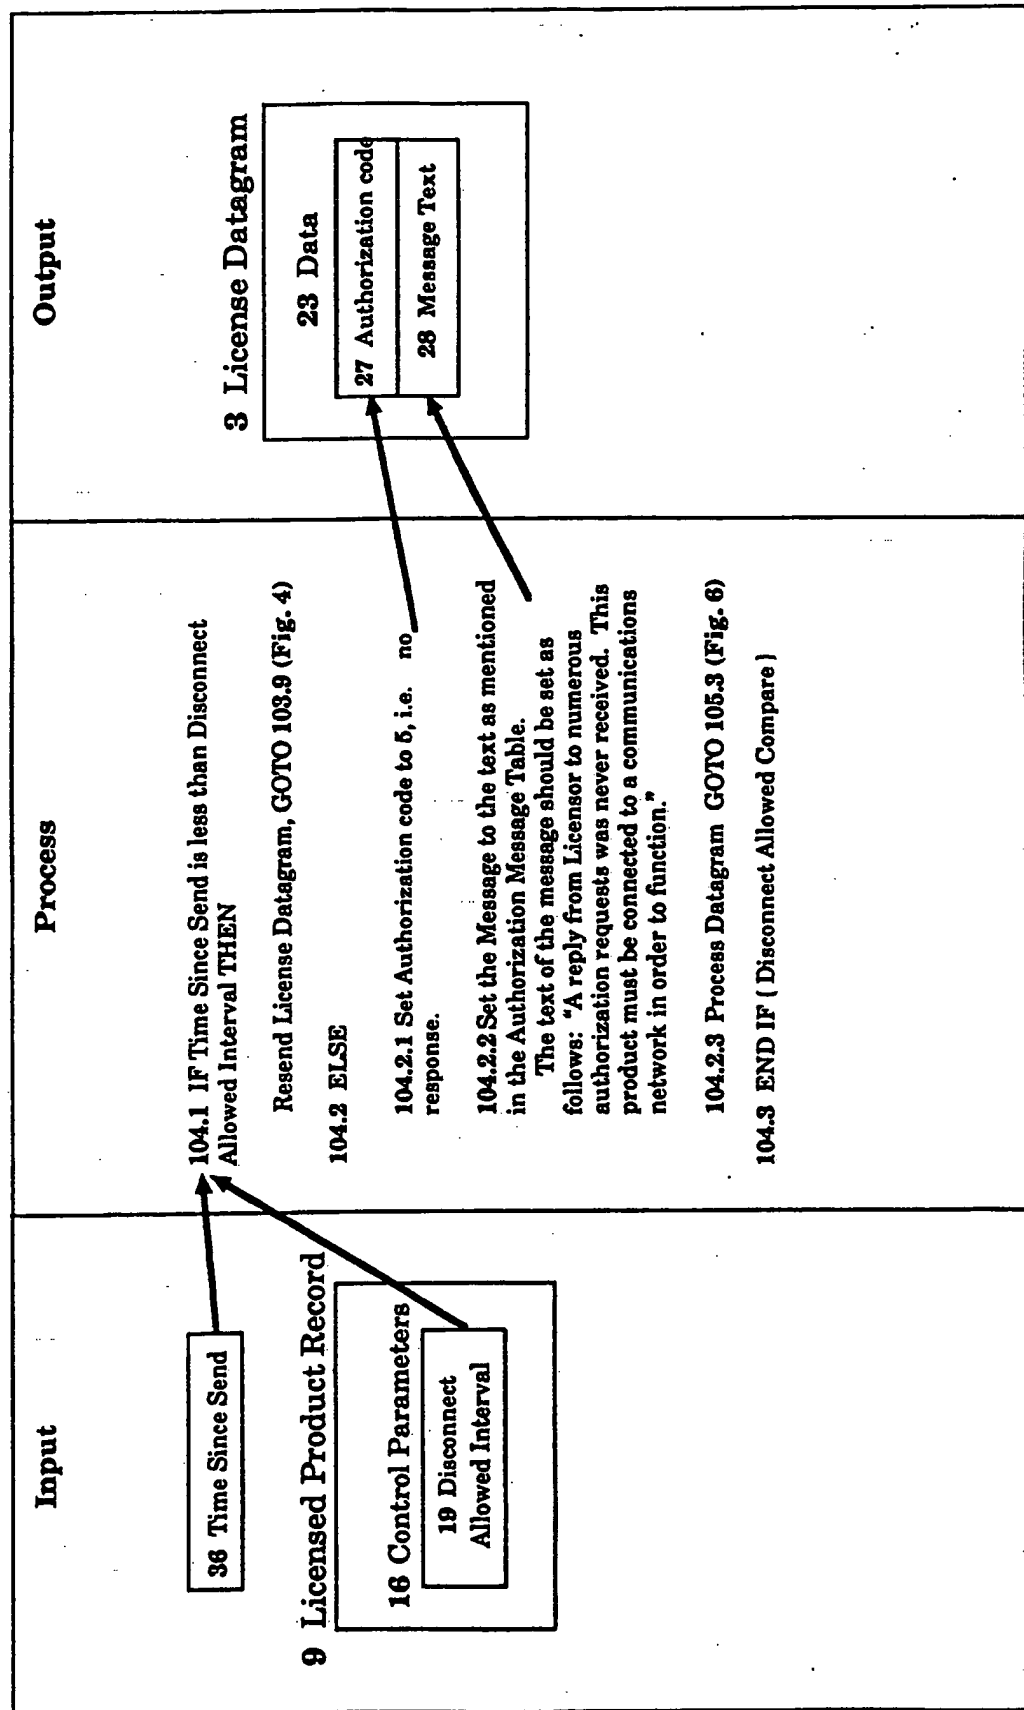 Input
36 Time Since Send
9 Licensed Product Record
16 Control Parameters
19 Disconnect
Allowed Interval
Process
104.1 IF Time Since Send is less than Disconnect
Allowed Interval THEN
Resend License Datagram, GOTO 103.9 (Fig. 4)
104.2 ELSE
104.2.1 Set Authorization code to 5, i.e. no
response.
104.2.2 Set the Message to the text as mentioned
in the Authorization Message Table.
The text of the message should be set as
follows: "A reply from Licensor to numerous
authorization requests was never received. This
product must be connected to a communications
network in order to function."
104.2.3 Process Datagram GOTO 105.3 (Fig. 6)
104.3 END IF ( Disconnect Allowed Compare )
Output
3 License Datagram
23 Data
27 Authorization code
28 Message Text